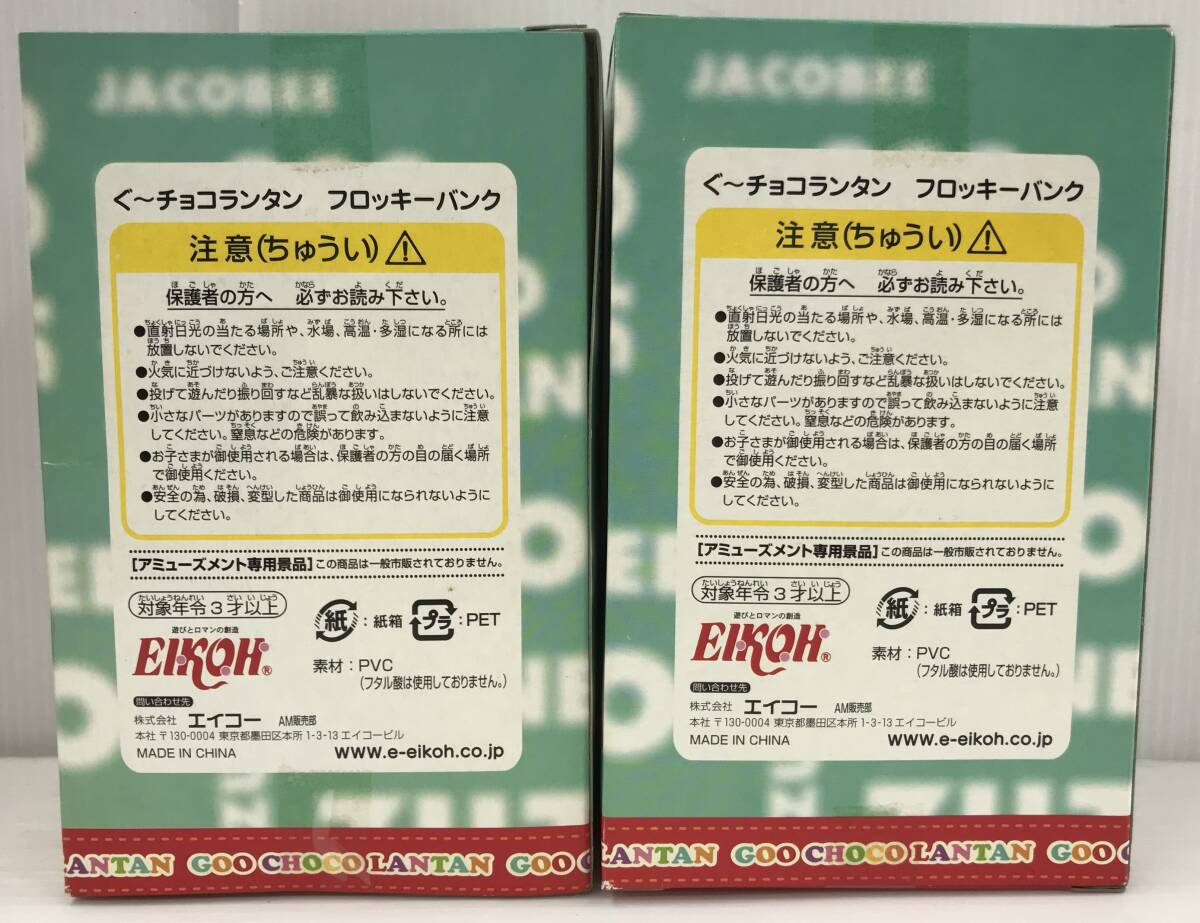 JACOBEE
ぐ～チョコランタン フロッキーバンク
注意(ちゅうい)
保護者の方へ 必ずお読み下さい。
●直射日光の当たる場所や、水場、高温・多湿になる所には
放置しないでください。
●火気に近づけないよう、ご注意ください。
●投げて遊んだり振り回すなど乱暴な扱いはしないでください。
●小さなパーツがありますので誤って飲み込まないように注意
してください。窒息などの危険があります。
●お子さまが御使用される場合は、保護者の方の目の届く場所
で御使用ください。
●安全の為、破損、変型した商品は御使用になられないように
してください。
[アミューズメント専用景品]この商品は一般市販されておりません。
対象年令3才以上
紙:紙箱 プラ:PET
遊びとロマンの創造
EIKOH®
素材:PVC
(フタル酸は使用しておりません。)
問い合わせ先
株式会社 エイコー AM販売部
本社 〒130-0004 東京都墨田区本所1-3-13エイコービル
MADE IN CHINA www.e-eikoh.co.jp
LANTAN GOO CHOCO LANTAN GOO
JACOBEE
ぐ～チョコランタン フロッキーバンク
注意(ちゅうい)
保護者の方へ 必ずお読み下さい。
●直射日光の当たる場所や、水場、高温・多湿になる所には
放置しないでください。
●火気に近づけないよう、ご注意ください。
●投げて遊んだり振り回すなど乱暴な扱いはしないでください。
●小さなパーツがありますので誤って飲み込まないように注意
してください。窒息などの危険があります。
●お子さまが御使用される場合は、保護者の方の目の届く場所
で御使用ください。
●安全の為、破損、変型した商品は御使用になられないように
してください。
[アミューズメント専用景品]この商品は一般市販されておりません。
対象年令3才以上
紙:紙箱 プラ:PET
遊びとロマンの創造
EIKOH®
素材:PVC
(フタル酸は使用しておりません。)
問い合わせ先
株式会社 エイコー AM販売部
本社 〒130-0004 東京都墨田区本所1-3-13エイコービル
MADE IN CHINA www.e-eikoh.co.jp
LANTAN GOO CHOCO LANTAN GOO